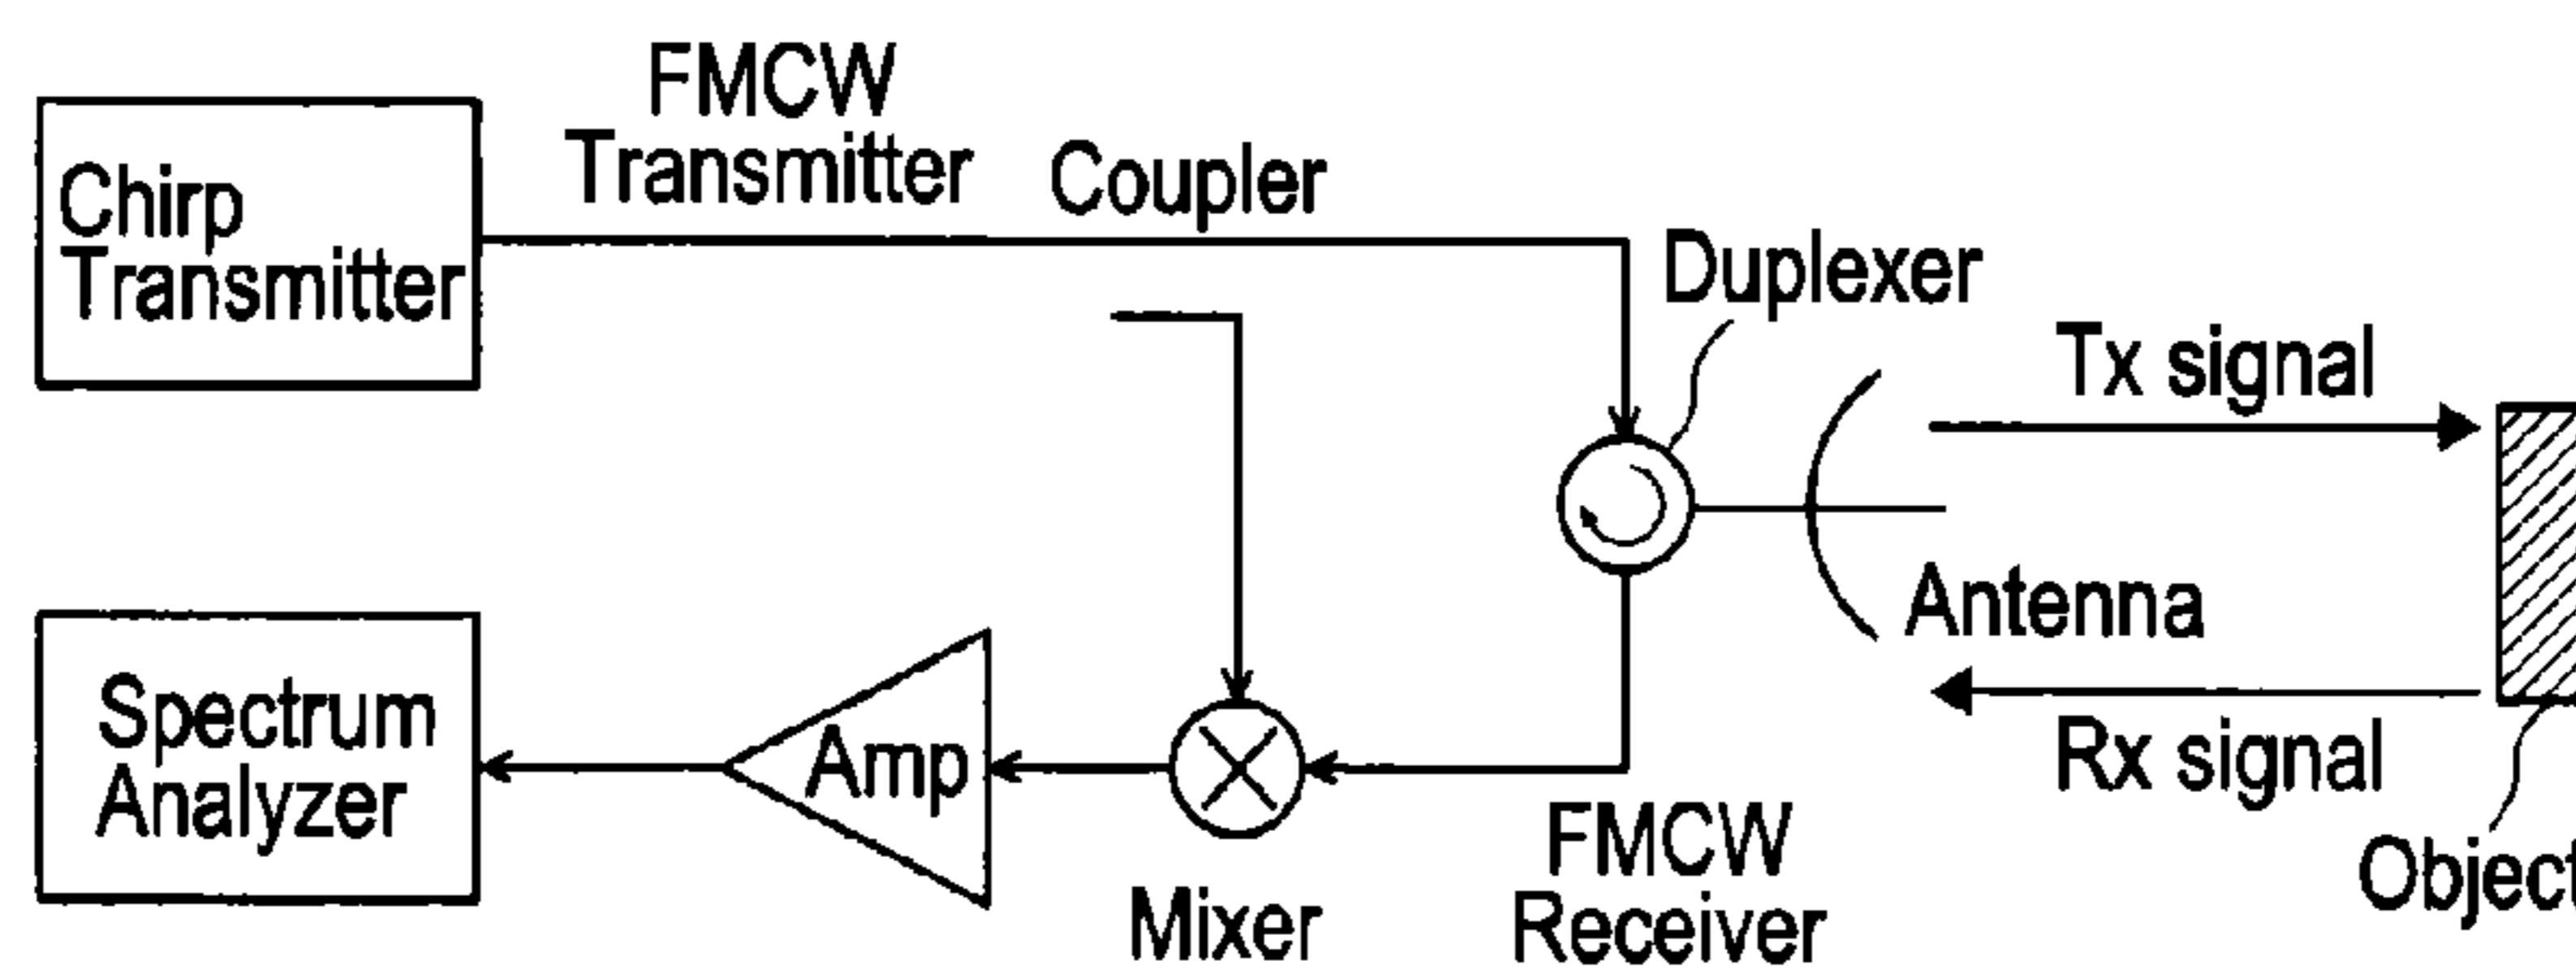 FMCW
Transmitter
Coupler
Chirp
Transmitter
Duplexer
Tx signal
Antenna
Rx signal
Object
Spectrum
Analyzer
Amp
Mixer
FMCW
Receiver